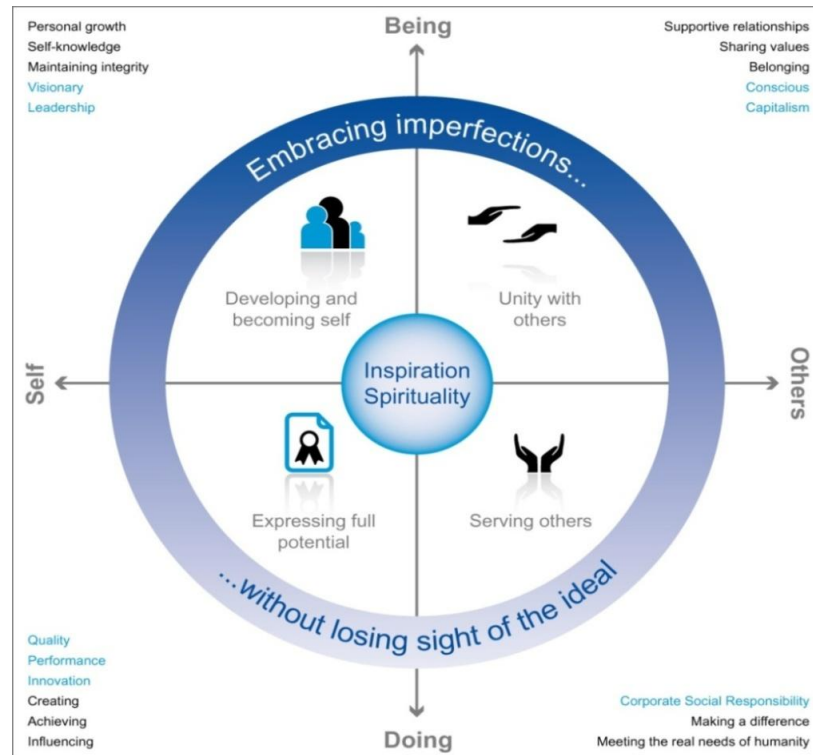 Being
Personal growth
Self-knowledge
Maintaining integrity
Visionary
Leadership
Supportive relationships
Sharing values
Belonging
Conscious
Capitalism
Embracing imperfections...
Developing and
becoming self
Unity with
others
Self
Inspiration
Spirituality
Others
Expressing full
potential
Serving others
...without losing sight of the ideal
Quality
Performance
Innovation
Creating
Achieving
Influencing
Corporate Social Responsibility
Making a difference
Meeting the real needs of humanity
Doing